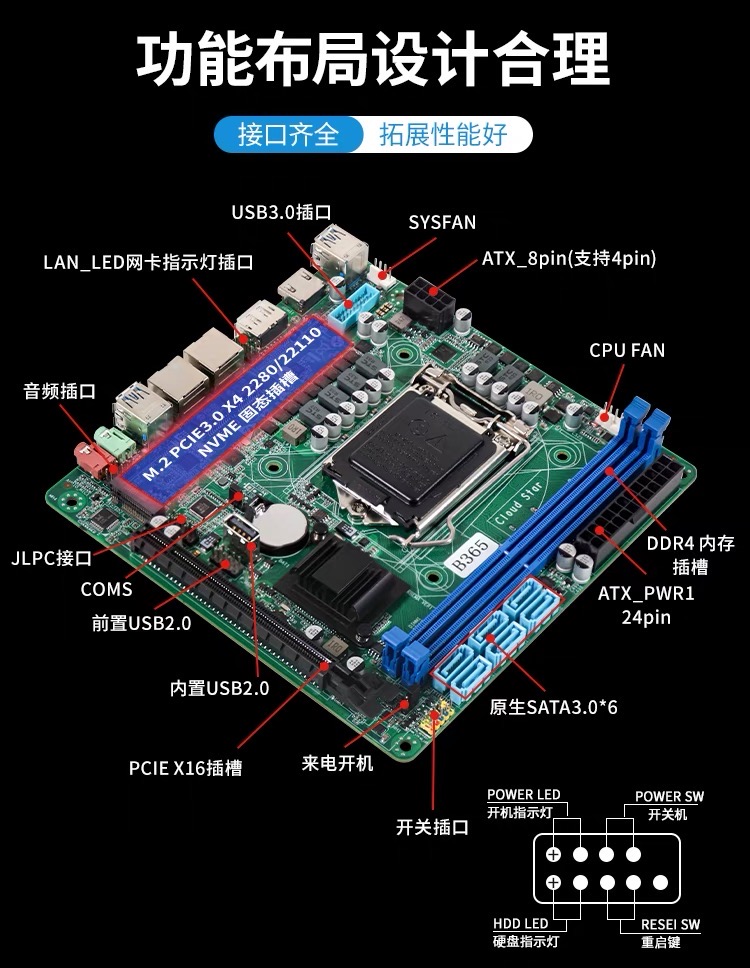 功能布局设计合理
接口齐全 拓展性能好
USB3.0插口
SYSFAN
LAN_LED网卡指示灯插口
ATX_8pin(支持4pin)
CPU FAN
音频插口
M.2 PCIE3.0 X4 2280/22110
NVME 固态插槽
Cloud Star
B365
JLPC接口
COMS
前置USB2.0
内置USB2.0
DDR4 内存
插槽
ATX_PWR1
24pin
原生SATA3.0*6
PCIE X16插槽
来电开机
开关插口
POWER LED
开机指示灯
POWER SW
开关机
HDD LED
硬盘指示灯
RESEI SW
重启键